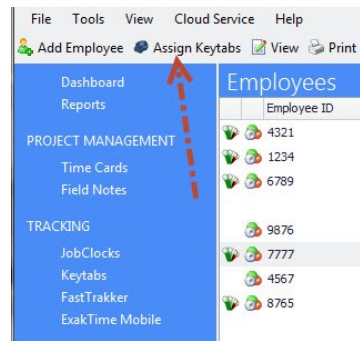 File Tools View Cloud Service Help
Add Employee Assign Keytabs View Print
Dashboard
Reports
PROJECT MANAGEMENT
Time Cards
Field Notes
TRACKING
JobClocks
Keytabs
FastTrakker
ExakTime Mobile
Employees
Employee ID
4321
1234
6789
9876
7777
4567
8765